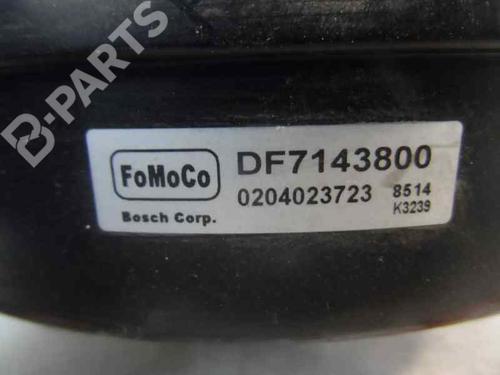 B-PARTS
FoMoCo
Bosch Corp.
DF7143800
0204023723
8514
K3239